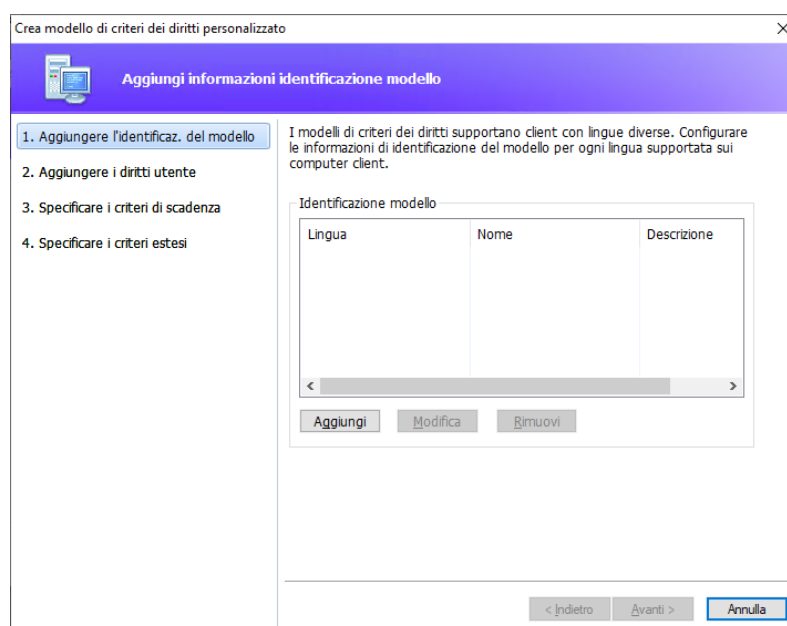 Crea modello di criteri dei diritti personalizzato
Aggiungi informazioni identificazione modello
1. Aggiungere l'identificaz. del modello
2. Aggiungere i diritti utente
3. Specificare i criteri di scadenza
4. Specificare i criteri estesi
I modelli di criteri dei diritti supportano client con lingue diverse. Configurare
le informazioni di identificazione del modello per ogni lingua supportata sui
computer client.
Identificazione modello
Lingua Nome Descrizione
Aggiungi Modifica Rimuovi
< Indietro Avanti > Annulla